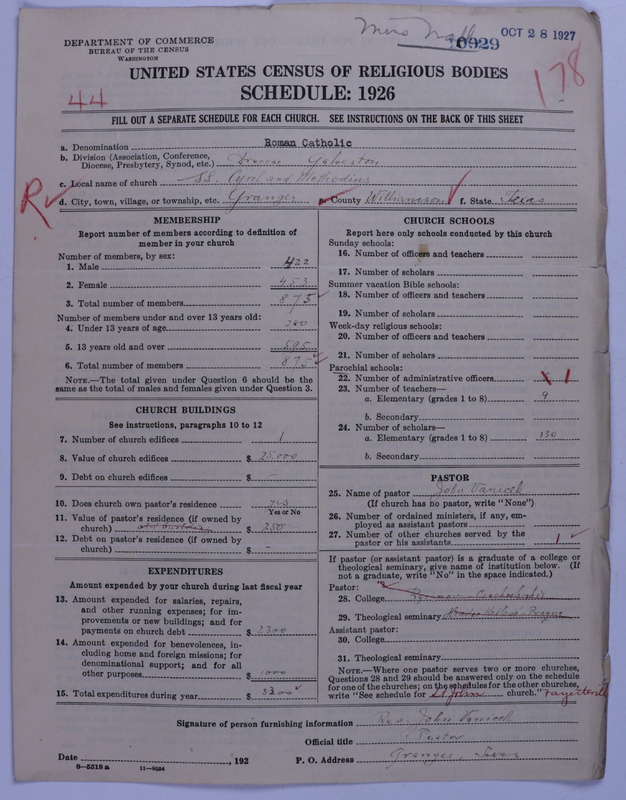 DEPARTMENT OF COMMERCE
BUREAU OF THE CENSUS
WASHINGTON
10929
OCT 28 1927
UNITED STATES CENSUS OF RELIGIOUS BODIES
SCHEDULE: 1926
44
178
FILL OUT A SEPARATE SCHEDULE FOR EACH CHURCH. SEE INSTRUCTIONS ON THE BACK OF THIS SHEET
a. Denomination Roman Catholic
b. Division (Association, Conference, Diocese, Presbytery, Synod, etc.) Diocese Galveston
c. Local name of church SS. Cyril and Methodius
R
d. City, town, village, or township, etc. Granger e. County Williamson f. State Texas
MEMBERSHIP
Report number of members according to definition of
member in your church
Number of members, by sex:
1. Male 422
2. Female 453
3. Total number of members 875
Number of members under and over 13 years old:
4. Under 13 years of age 280
5. 13 years old and over 595
6. Total number of members 875
NOTE.—The total given under Question 6 should be the
same as the total of males and females given under Question 3.
CHURCH BUILDINGS
See instructions, paragraphs 10 to 12
7. Number of church edifices 1
8. Value of church edifices $ 25,000
9. Debt on church edifices $ –
10. Does church own pastor's residence yes
Yes or No
11. Value of pastor's residence (if owned by
church) $ 250
12. Debt on pastor's residence (if owned by
church) $ –
EXPENDITURES
Amount expended by your church during last fiscal year
13. Amount expended for salaries, repairs,
and other running expenses; for im-
provements or new buildings; and for
payments on church debt $ 2300
14. Amount expended for benevolences, in-
cluding home and foreign missions; for
denominational support; and for all
other purposes $ 1000
15. Total expenditures during year $ 3300
CHURCH SCHOOLS
Report here only schools conducted by this church
Sunday schools:
16. Number of officers and teachers
17. Number of scholars
Summer vacation Bible schools:
18. Number of officers and teachers
19. Number of scholars
Week-day religious schools:
20. Number of officers and teachers
21. Number of scholars
Parochial schools:
22. Number of administrative officers 1
23. Number of teachers—
a. Elementary (grades 1 to 8) 9
b. Secondary
24. Number of scholars—
a. Elementary (grades 1 to 8) 130
b. Secondary
PASTOR
25. Name of pastor John Vanicek
(If church has no pastor, write "None")
26. Number of ordained ministers, if any, em-
ployed as assistant pastors
27. Number of other churches served by the
pastor or his assistants 1
If pastor (or assistant pastor) is a graduate of a college or
theological seminary, give name of institution below. (If
not a graduate, write "No" in the space indicated.)
Pastor:
28. College
29. Theological seminary
Assistant pastor:
30. College
31. Theological seminary
NOTE.—Where one pastor serves two or more churches,
Questions 28 and 29 should be answered only on the schedule
for one of the churches; on the schedules for the other churches,
write "See schedule for St John church." Fayetteville
Signature of person furnishing information Rev. John Vanicek
Official title Pastor
Date , 192 P. O. Address Granger, Texas
8—5518a 11—9054